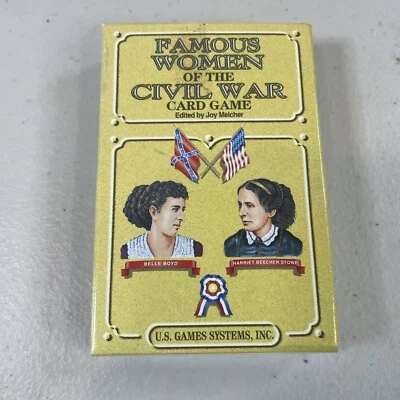 FAMOUS
WOMEN
OF THE
CIVIL WAR
CARD GAME
Edited by Joy Melcher
BELLE BOYD
HARRIET BEECHER STOWE
U.S. GAMES SYSTEMS, INC.